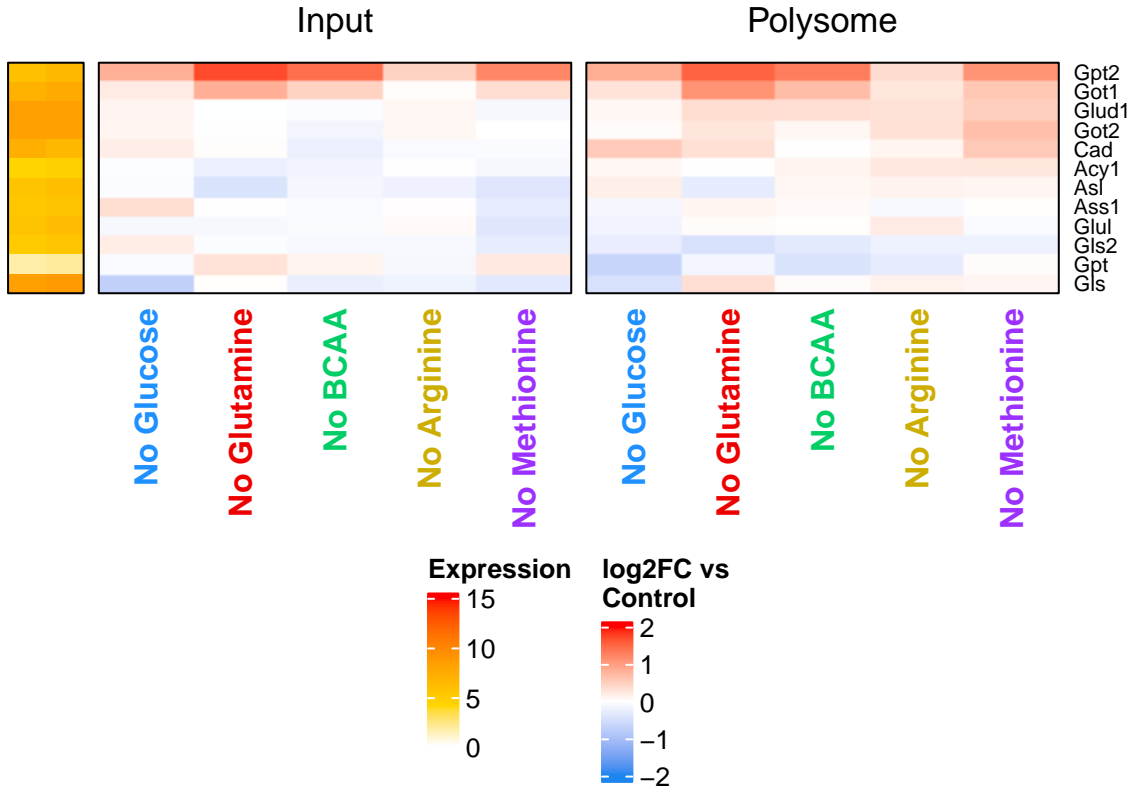 Input
Polysome
Gpt2
Got1
Glud1
Got2
Cad
Acy1
Asl
Ass1
Glul
Gls2
Gpt
Gls
No Glucose
No Glutamine
No BCAA
No Arginine
No Methionine
No Glucose
No Glutamine
No BCAA
No Arginine
No Methionine
Expression
15
10
5
0
log2FC vs
Control
2
1
0
−1
−2